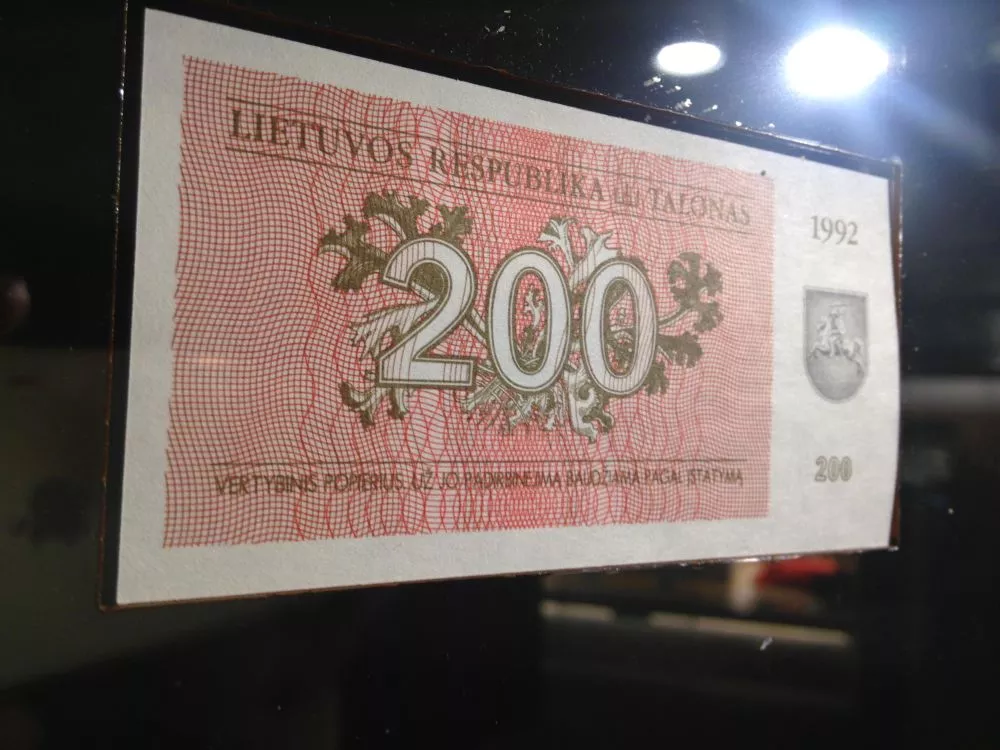 LIETUVOS RESPUBLIKA TALONAS
1992
200
VERTYBINIS POPIERIUS. UŽ JO PADIRBINĖJIMĄ BAUDŽIAMA PAGAL ĮSTATYMĄ
200